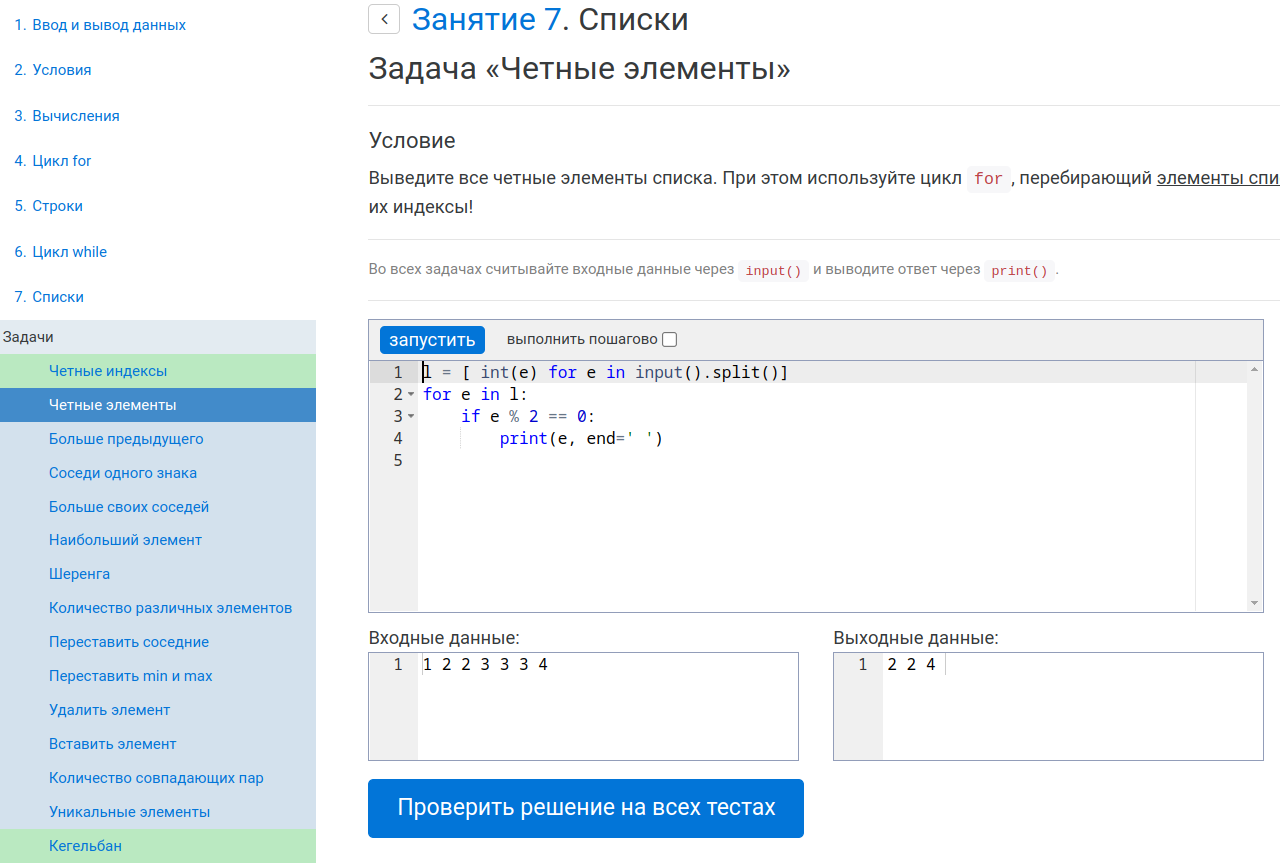 1. Ввод и вывод данных
2. Условия
3. Вычисления
4. Цикл for
5. Строки
6. Цикл while
7. Списки
Задачи
Четные индексы
Четные элементы
Больше предыдущего
Соседи одного знака
Больше своих соседей
Наибольший элемент
Шеренга
Количество различных элементов
Переставить соседние
Переставить min и max
Удалить элемент
Вставить элемент
Количество совпадающих пар
Уникальные элементы
Кегельбан
Занятие 7. Списки
Задача «Четные элементы»
Условие
Выведите все четные элементы списка. При этом используйте цикл for, перебирающий элементы спи
их индексы!
Во всех задачах считывайте входные данные через input() и выводите ответ через print().
запустить выполнить пошагово
1 l = [ int(e) for e in input().split()]
2 for e in l:
3     if e % 2 == 0:
4         print(e, end=' ')
5
Входные данные:
1 1 2 2 3 3 3 4
Выходные данные:
1 2 2 4
Проверить решение на всех тестах